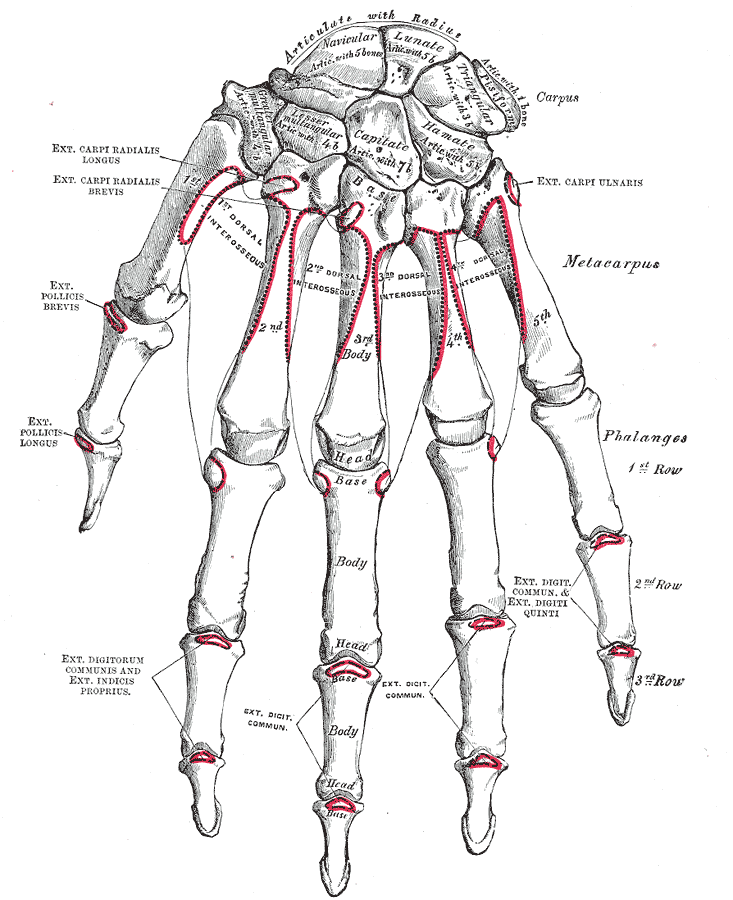 Articulate with Radius
Navicular
Artic. with 5 bones
Lunate
Artic. with 5 b.
Triangular
Artic. with 3 b.
Pisiform
Artic. with 1 bone
Carpus
Greater
multangular
Artic. with
4 b.
Lesser
multangular
Artic. with
4 b.
Capitate
Artic. with 7 b.
Hamate
Artic. with 5 b.
EXT. CARPI RADIALIS
LONGUS
EXT. CARPI RADIALIS
BREVIS
EXT. CARPI ULNARIS
1st
Base
1ST DORSAL
INTEROSSEOUS
2ND DORSAL
INTEROSSEOUS
3RD DORSAL
INTEROSSEOUS
4TH DORSAL
INTEROSSEOUS
Metacarpus
EXT.
POLLICIS
BREVIS
2nd
3rd
Body
4th
5th
EXT.
POLLICIS
LONGUS
Head
Base
Phalanges
1st Row
Body
EXT. DIGIT.
COMMUN. &
EXT. DIGITI
QUINTI
2nd Row
Head
Base
EXT. DIGITORUM
COMMUNIS AND
EXT. INDICIS
PROPRIUS.
EXT. DIGIT.
COMMUN.
EXT. DIGIT.
COMMUN.
3rd Row
Body
Head
Base